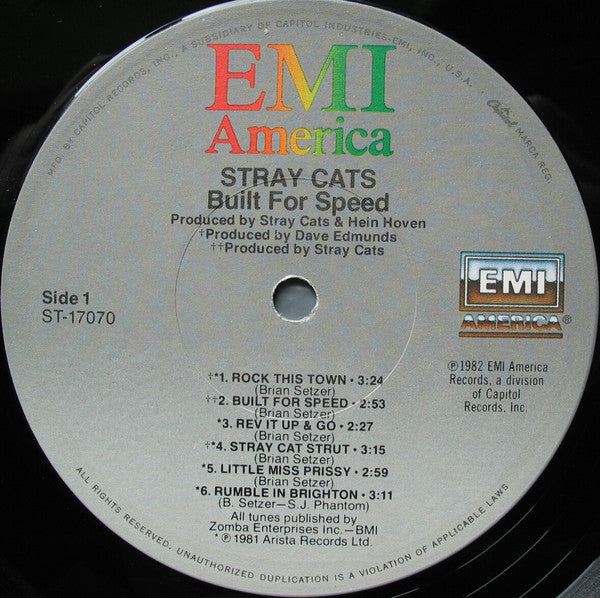 MFD. BY CAPITOL RECORDS, INC., A SUBSIDIARY OF CAPITOL INDUSTRIES-EMI, INC., U.S.A.
Capitol MARCA REG.
EMI
America
STRAY CATS
Built For Speed
Produced by Stray Cats & Hein Hoven
†Produced by Dave Edmunds
††Produced by Stray Cats
Side 1
ST-17070
EMI
AMERICA®
℗1982 EMI America
Records, a division
of Capitol
Records, Inc.
†*1. ROCK THIS TOWN • 3:24
(Brian Setzer)
††2. BUILT FOR SPEED • 2:53
(Brian Setzer)
*3. REV IT UP & GO • 2:27
(Brian Setzer)
†*4. STRAY CAT STRUT • 3:15
(Brian Setzer)
*5. LITTLE MISS PRISSY • 2:59
(Brian Setzer)
*6. RUMBLE IN BRIGHTON • 3:11
(B. Setzer—S.J. Phantom)
All tunes published by
Zomba Enterprises Inc.—BMI
*℗1981 Arista Records Ltd.
ALL RIGHTS RESERVED. UNAUTHORIZED DUPLICATION IS A VIOLATION OF APPLICABLE LAWS